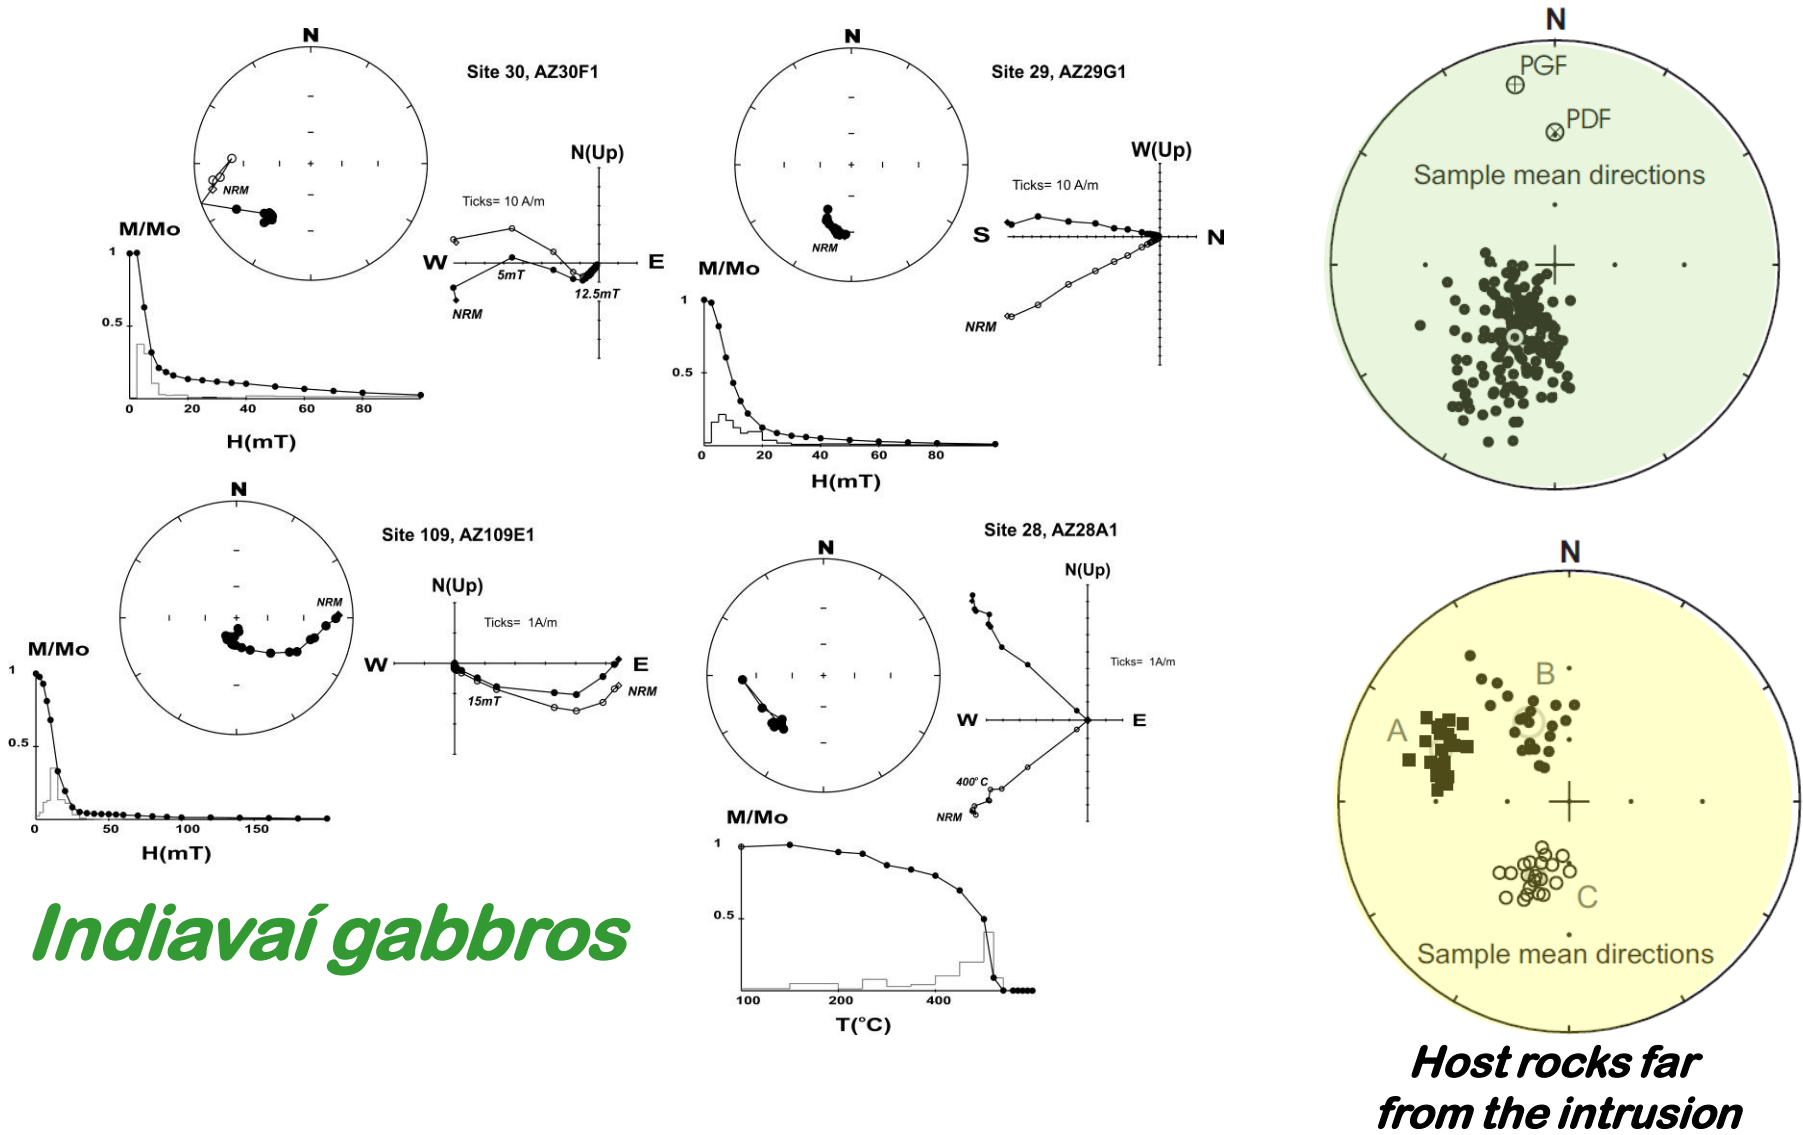 N
Site 30, AZ30F1
NRM
N(Up)
Ticks= 10 A/m
W
E
5mT
12.5mT
NRM
M/Mo
1
0.5
0
20
40
60
80
H(mT)
N
Site 29, AZ29G1
NRM
W(Up)
Ticks= 10 A/m
S
N
NRM
M/Mo
1
0.5
0
20
40
60
80
H(mT)
N
PGF
PDF
Sample mean directions
N
Site 109, AZ109E1
NRM
N(Up)
Ticks= 1A/m
W
E
15mT
NRM
M/Mo
1
0.5
0
50
100
150
H(mT)
N
Site 28, AZ28A1
N(Up)
Ticks= 1A/m
W
E
400°C
NRM
M/Mo
1
0.5
100
200
400
T(°C)
N
A
B
C
Sample mean directions
Indiavaí gabbros
Host rocks far
from the intrusion